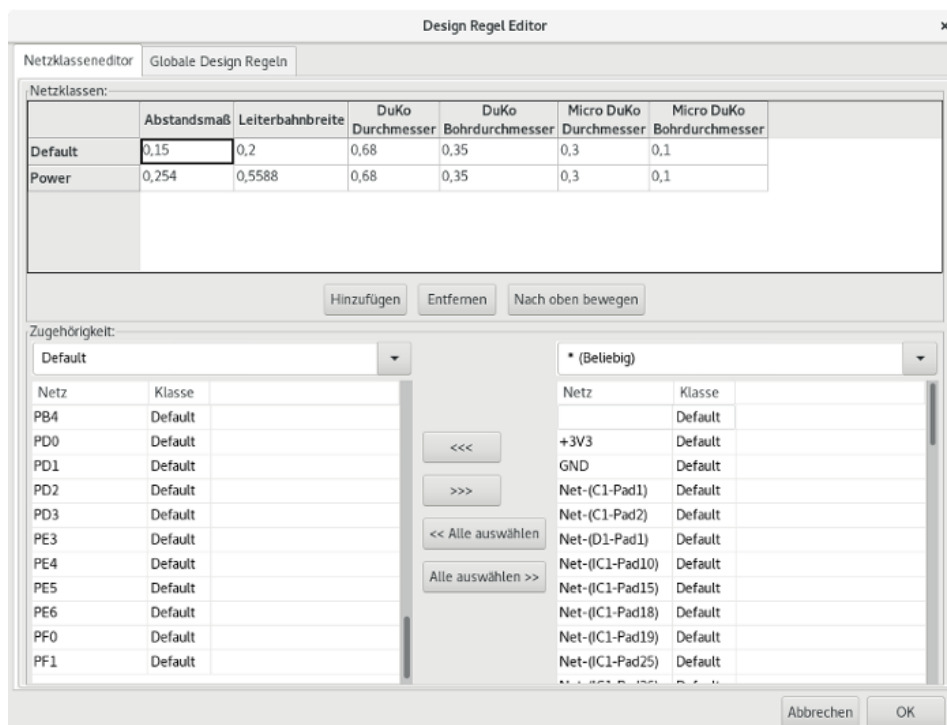 Design Regel Editor
Netzklasseneditor Globale Design Regeln
Netzklassen:
Abstandsmaß Leiterbahnbreite DuKo Durchmesser DuKo Bohrdurchmesser Micro DuKo Durchmesser Micro DuKo Bohrdurchmesser
Default 0,15 0,2 0,68 0,35 0,3 0,1
Power 0,254 0,5588 0,68 0,35 0,3 0,1
Hinzufügen Entfernen Nach oben bewegen
Zugehörigkeit:
Default
Netz Klasse
PB4 Default
PD0 Default
PD1 Default
PD2 Default
PD3 Default
PE3 Default
PE4 Default
PE5 Default
PE6 Default
PF0 Default
PF1 Default
<<<
>>>
<< Alle auswählen
Alle auswählen >>
* (Beliebig)
Netz Klasse
Default
+3V3 Default
GND Default
Net-(C1-Pad1) Default
Net-(C1-Pad2) Default
Net-(D1-Pad1) Default
Net-(IC1-Pad10) Default
Net-(IC1-Pad15) Default
Net-(IC1-Pad18) Default
Net-(IC1-Pad19) Default
Net-(IC1-Pad25) Default
Abbrechen OK